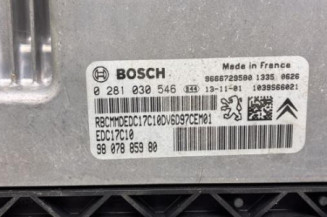 BOSCH
Made in France
9666729580 1335 0626
0 281 030 546 13-11-01 1039S66021
RBCMMDEDC17C10DV6D97CEM01
EDC17C10
98 078 859 80